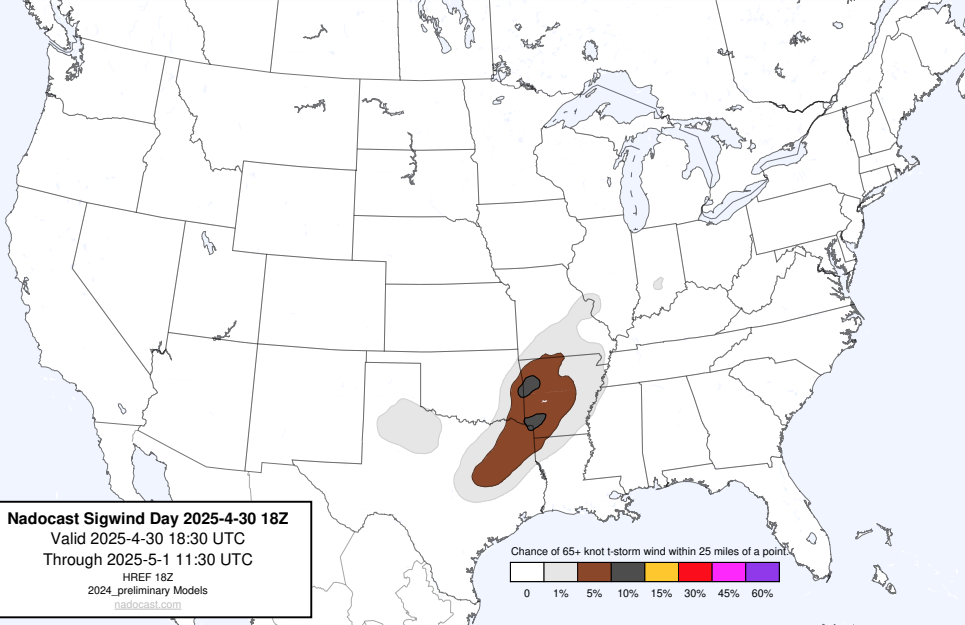 Nadocast Sigwind Day 2025-4-30 18Z
Valid 2025-4-30 18:30 UTC
Through 2025-5-1 11:30 UTC
HREF 18Z
2024_preliminary Models
nadocast.com
Chance of 65+ knot t-storm wind within 25 miles of a point.
0 1% 5% 10% 15% 30% 45% 60%